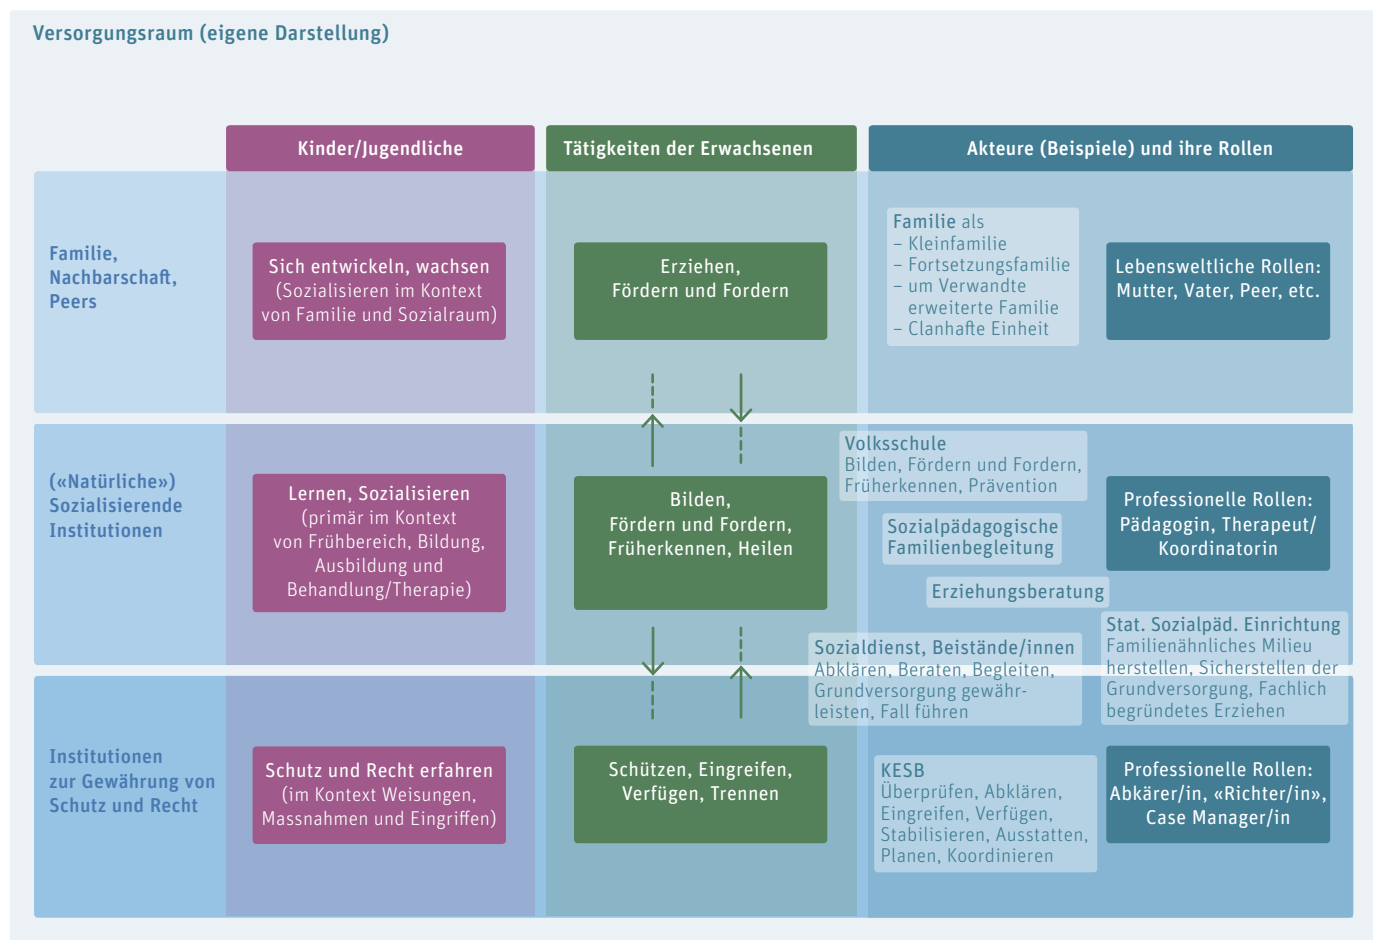 Versorgungsraum (eigene Darstellung)
Kinder/Jugendliche
Tätigkeiten der Erwachsenen
Akteure (Beispiele) und ihre Rollen
Familie,
Nachbarschaft,
Peers
Sich entwickeln, wachsen
(Sozialisieren im Kontext
von Familie und Sozialraum)
Erziehen,
Fördern und Fordern
Familie als
– Kleinfamilie
– Fortsetzungsfamilie
– um Verwandte
erweiterte Familie
– Clanhafte Einheit
Lebensweltliche Rollen:
Mutter, Vater, Peer, etc.
(«Natürliche»)
Sozialisierende
Institutionen
Lernen, Sozialisieren
(primär im Kontext
von Frühbereich, Bildung,
Ausbildung und
Behandlung/Therapie)
Bilden,
Fördern und Fordern,
Früherkennen, Heilen
Volksschule
Bilden, Fördern und Fordern,
Früherkennen, Prävention
Sozialpädagogische
Familienbegleitung
Erziehungsberatung
Professionelle Rollen:
Pädagogin, Therapeut/
Koordinatorin
Sozialdienst, Beistände/innen
Abklären, Beraten, Begleiten,
Grundversorgung gewähr-
leisten, Fall führen
Stat. Sozialpäd. Einrichtung
Familienähnliches Milieu
herstellen, Sicherstellen der
Grundversorgung, Fachlich
begründetes Erziehen
Institutionen
zur Gewährung von
Schutz und Recht
Schutz und Recht erfahren
(im Kontext Weisungen,
Massnahmen und Eingriffen)
Schützen, Eingreifen,
Verfügen, Trennen
KESB
Überprüfen, Abklären,
Eingreifen, Verfügen,
Stabilisieren, Ausstatten,
Planen, Koordinieren
Professionelle Rollen:
Abkärer/in, «Richter/in»,
Case Manager/in